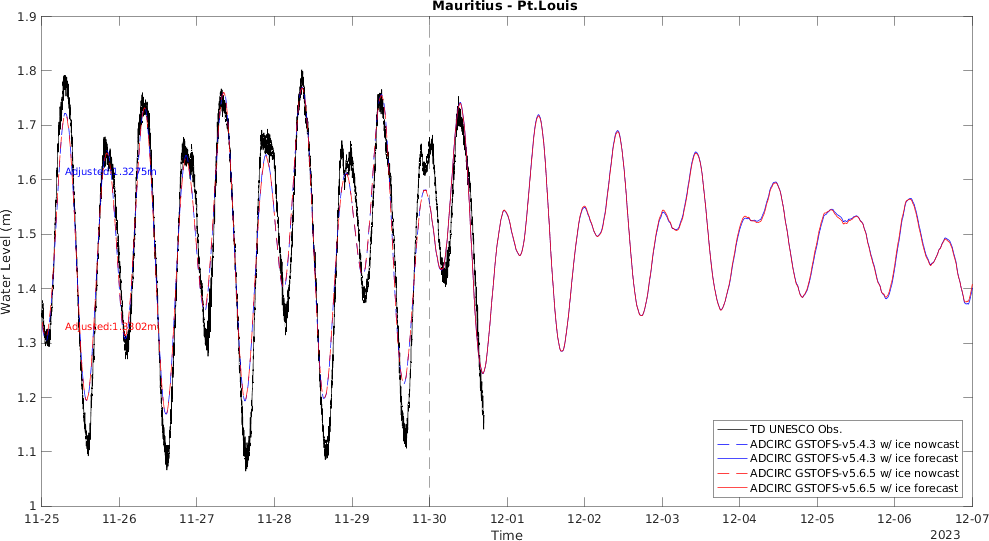 Mauritius - Pt.Louis
1.9
1.8
1.7
1.6
1.5
1.4
1.3
1.2
1.1
1
Water Level (m)
Adjusted:1.3275m
TD UNESCO Obs.
ADCIRC GSTOFS-v5.4.3 w/ ice nowcast
ADCIRC GSTOFS-v5.4.3 w/ ice forecast
ADCIRC GSTOFS-v5.6.5 w/ ice nowcast
ADCIRC GSTOFS-v5.6.5 w/ ice forecast
11-25 11-26 11-27 11-28 11-29 11-30 12-01 12-02 12-03 12-04 12-05 12-06 12-07
Time
2023